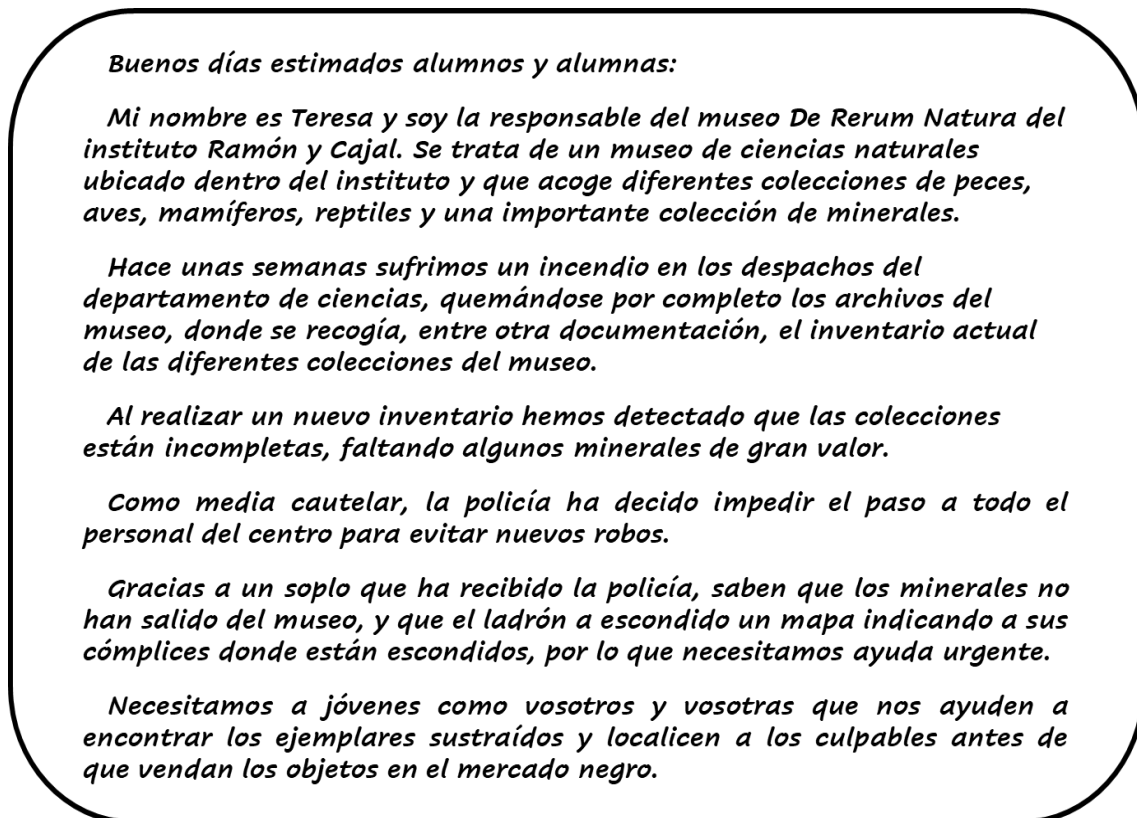 Buenos días estimados alumnos y alumnas:
Mi nombre es Teresa y soy la responsable del museo De Rerum Natura del
instituto Ramón y Cajal. Se trata de un museo de ciencias naturales
ubicado dentro del instituto y que acoge diferentes colecciones de peces,
aves, mamíferos, reptiles y una importante colección de minerales.
Hace unas semanas sufrimos un incendio en los despachos del
departamento de ciencias, quemándose por completo los archivos del
museo, donde se recogía, entre otra documentación, el inventario actual
de las diferentes colecciones del museo.
Al realizar un nuevo inventario hemos detectado que las colecciones
están incompletas, faltando algunos minerales de gran valor.
Como media cautelar, la policía ha decido impedir el paso a todo el
personal del centro para evitar nuevos robos.
Gracias a un soplo que ha recibido la policía, saben que los minerales no
han salido del museo, y que el ladrón a escondido un mapa indicando a sus
cómplices donde están escondidos, por lo que necesitamos ayuda urgente.
Necesitamos a jóvenes como vosotros y vosotras que nos ayuden a
encontrar los ejemplares sustraídos y localicen a los culpables antes de
que vendan los objetos en el mercado negro.